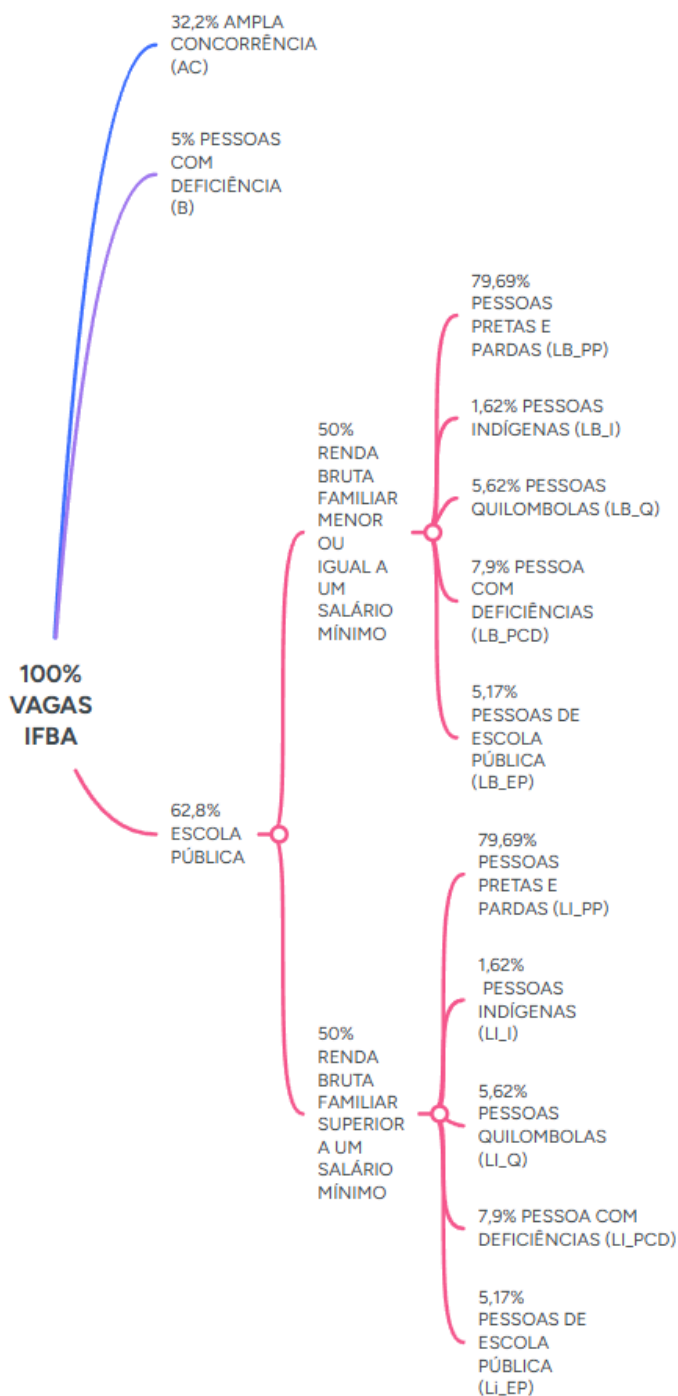 32,2% AMPLA
CONCORRÊNCIA
(AC)
5% PESSOAS
COM
DEFICIÊNCIA
(B)
100%
VAGAS
IFBA
62,8%
ESCOLA
PÚBLICA
50%
RENDA
BRUTA
FAMILIAR
MENOR
OU
IGUAL A
UM
SALÁRIO
MÍNIMO
79,69%
PESSOAS
PRETAS E
PARDAS (LB_PP)
1,62% PESSOAS
INDÍGENAS (LB_I)
5,62% PESSOAS
QUILOMBOLAS (LB_Q)
7,9% PESSOA
COM
DEFICIÊNCIAS
(LB_PCD)
5,17%
PESSOAS DE
ESCOLA
PÚBLICA
(LB_EP)
50%
RENDA
BRUTA
FAMILIAR
SUPERIOR
A UM
SALÁRIO
MÍNIMO
79,69%
PESSOAS
PRETAS E
PARDAS (LI_PP)
1,62%
PESSOAS
INDÍGENAS
(LI_I)
5,62%
PESSOAS
QUILOMBOLAS
(LI_Q)
7,9% PESSOA COM
DEFICIÊNCIAS (LI_PCD)
5,17%
PESSOAS DE
ESCOLA
PÚBLICA
(Li_EP)